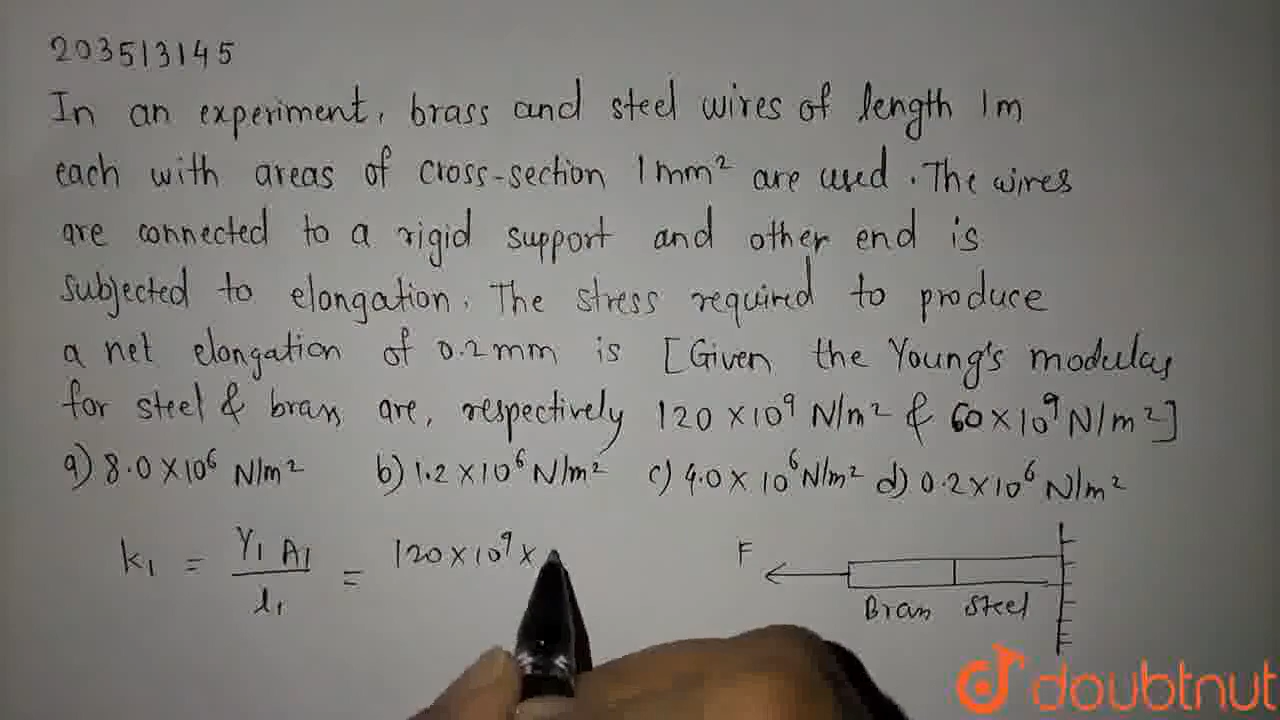 203513145
In an experiment, brass and steel wires of length 1m
each with areas of cross-section 1mm² are used. The wires
are connected to a rigid support and other end is
subjected to elongation. The stress required to produce
a net elongation of 0.2mm is [Given the Young's modulus
for steel & brass are, respectively 120×10⁹ N/m² & 60×10⁹ N/m²]
a) 8.0×10⁶ N/m² b) 1.2×10⁶ N/m² c) 4.0×10⁶ N/m² d) 0.2×10⁶ N/m²
K₁ = Y₁ A₁ / l₁ = 120×10⁹×
F
Brass Steel
doubtnut